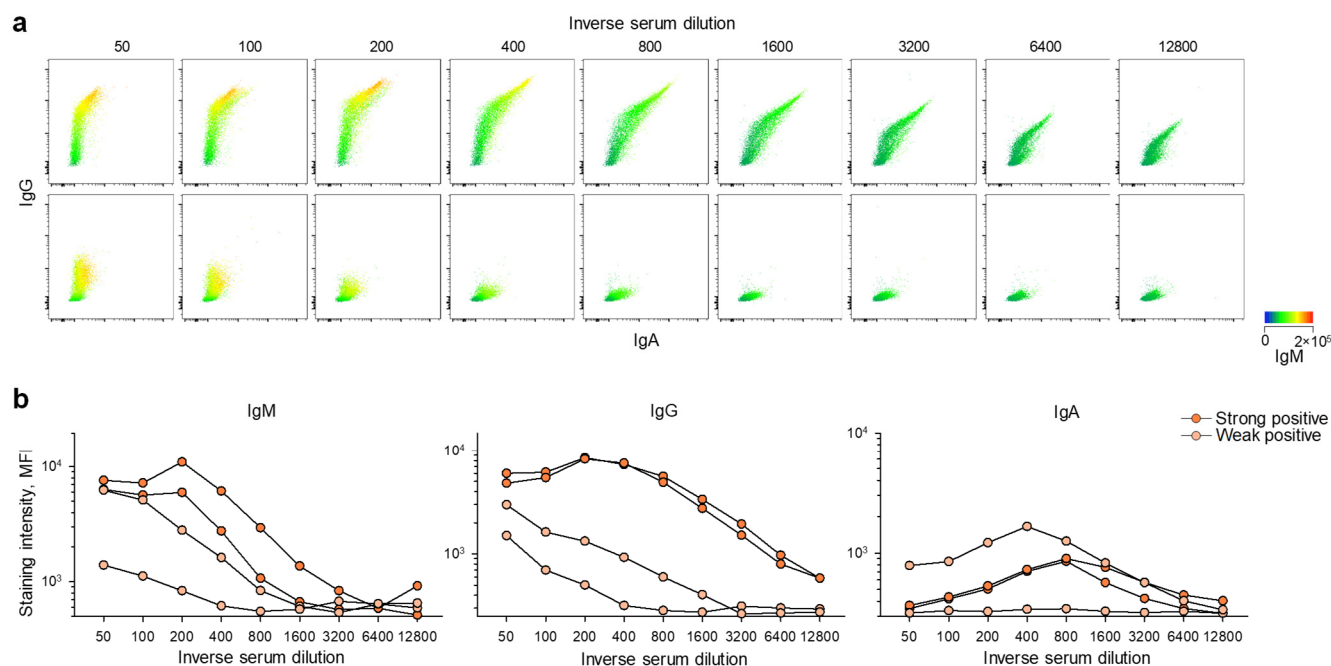 a
Inverse serum dilution
50 100 200 400 800 1600 3200 6400 12800
IgG
IgA
0 2×10⁵
IgM
b
IgM IgG IgA
Strong positive
Weak positive
Staining intensity, MFI
10⁴
10³
10⁴
10³
10⁴
10³
50 100 200 400 800 1600 3200 6400 12800
50 100 200 400 800 1600 3200 6400 12800
50 100 200 400 800 1600 3200 6400 12800
Inverse serum dilution Inverse serum dilution Inverse serum dilution